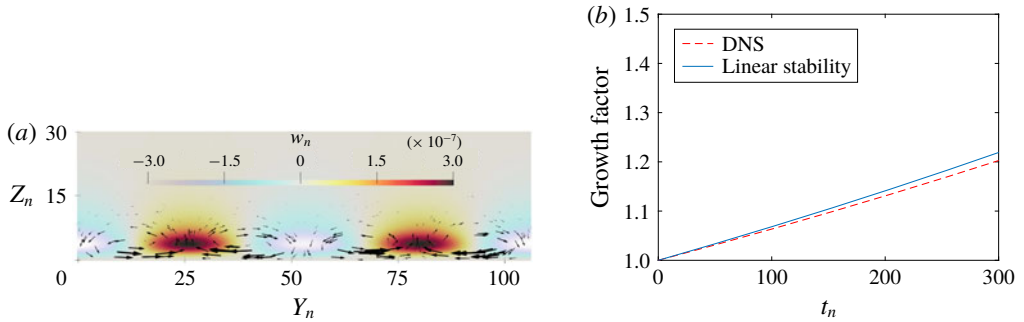 (a)
30
15
0
Z_n
w_n
(× 10⁻⁷)
−3.0 −1.5 0 1.5 3.0
25 50 75 100
Y_n
(b)
1.5
1.4
1.3
1.2
1.1
1.0
Growth factor
DNS
Linear stability
0 100 200 300
t_n